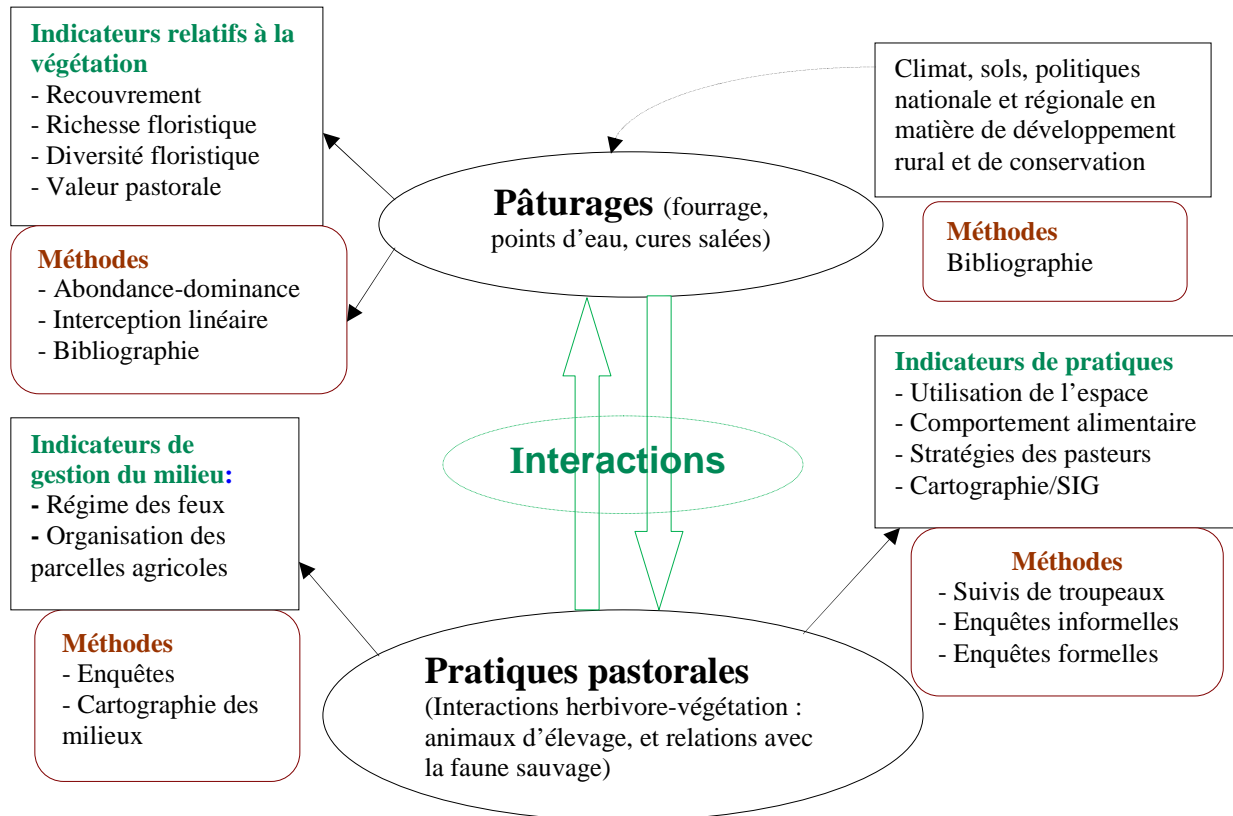 Indicateurs relatifs à la
végétation
- Recouvrement
- Richesse floristique
- Diversité floristique
- Valeur pastorale
Méthodes
- Abondance-dominance
- Interception linéaire
- Bibliographie
Climat, sols, politiques
nationale et régionale en
matière de développement
rural et de conservation
Méthodes
Bibliographie
Pâturages (fourrage,
points d’eau, cures salées)
Interactions
Indicateurs de
gestion du milieu:
- Régime des feux
- Organisation des
parcelles agricoles
Méthodes
- Enquêtes
- Cartographie des
milieux
Indicateurs de pratiques
- Utilisation de l’espace
- Comportement alimentaire
- Stratégies des pasteurs
- Cartographie/SIG
Méthodes
- Suivis de troupeaux
- Enquêtes informelles
- Enquêtes formelles
Pratiques pastorales
(Interactions herbivore-végétation :
animaux d’élevage, et relations avec
la faune sauvage)